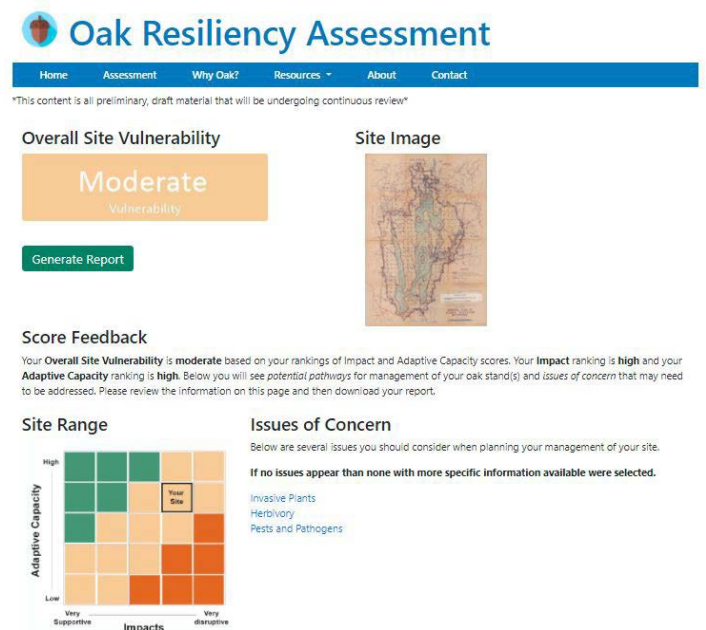 Oak Resiliency Assessment
Home Assessment Why Oak? Resources About Contact
*This content is all preliminary, draft material that will be undergoing continuous review*
Overall Site Vulnerability
Moderate
Vulnerability
Site Image
Generate Report
Score Feedback
Your Overall Site Vulnerability is moderate based on your rankings of Impact and Adaptive Capacity scores. Your Impact ranking is high and your
Adaptive Capacity ranking is high. Below you will see potential pathways for management of your oak stand(s) and issues of concern that may need
to be addressed. Please review the information on this page and then download your report.
Site Range
High
Adaptive Capacity
Low
Your
Site
Very
Supportive
Impacts
Very
disruptive
Issues of Concern
Below are several issues you should consider when planning your management of your site.
If no issues appear than none with more specific information available were selected.
Invasive Plants
Herbivory
Pests and Pathogens